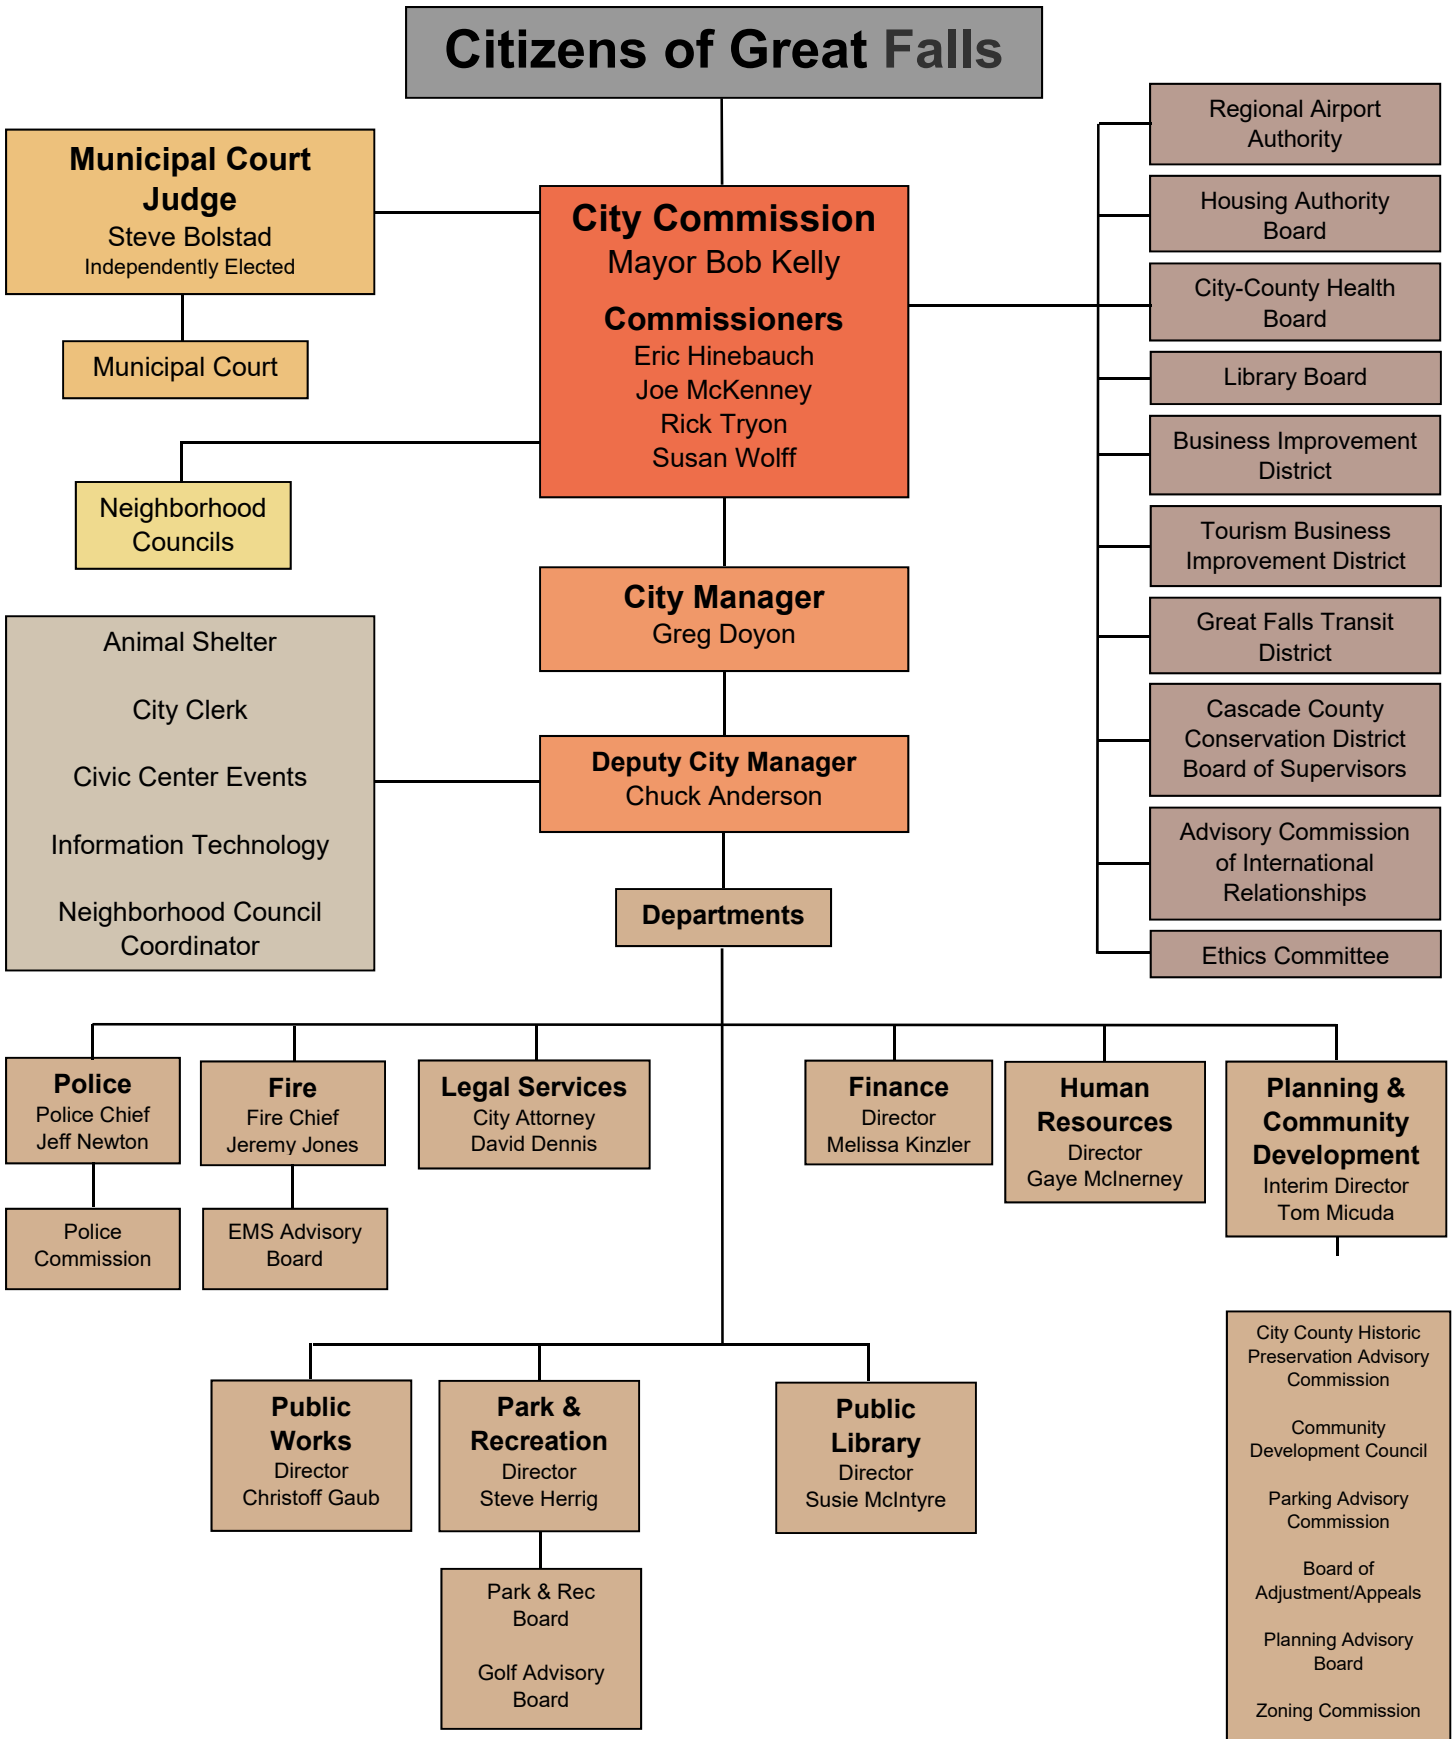 Citizens of Great Falls
Municipal Court
Judge
Steve Bolstad
Independently Elected
Municipal Court
City Commission
Mayor Bob Kelly
Commissioners
Eric Hinebauch
Joe McKenney
Rick Tryon
Susan Wolff
Neighborhood
Councils
Regional Airport
Authority
Housing Authority
Board
City-County Health
Board
Library Board
Business Improvement
District
Tourism Business
Improvement District
Great Falls Transit
District
Cascade County
Conservation District
Board of Supervisors
Advisory Commission
of International
Relationships
Ethics Committee
City Manager
Greg Doyon
Deputy City Manager
Chuck Anderson
Animal Shelter
City Clerk
Civic Center Events
Information Technology
Neighborhood Council
Coordinator
Departments
Police
Police Chief
Jeff Newton
Police
Commission
Fire
Fire Chief
Jeremy Jones
EMS Advisory
Board
Legal Services
City Attorney
David Dennis
Finance
Director
Melissa Kinzler
Human
Resources
Director
Gaye McInerney
Planning &
Community
Development
Interim Director
Tom Micuda
City County Historic
Preservation Advisory
Commission
Community
Development Council
Parking Advisory
Commission
Board of
Adjustment/Appeals
Planning Advisory
Board
Zoning Commission
Public
Works
Director
Christoff Gaub
Park &
Recreation
Director
Steve Herrig
Park & Rec
Board
Golf Advisory
Board
Public
Library
Director
Susie McIntyre